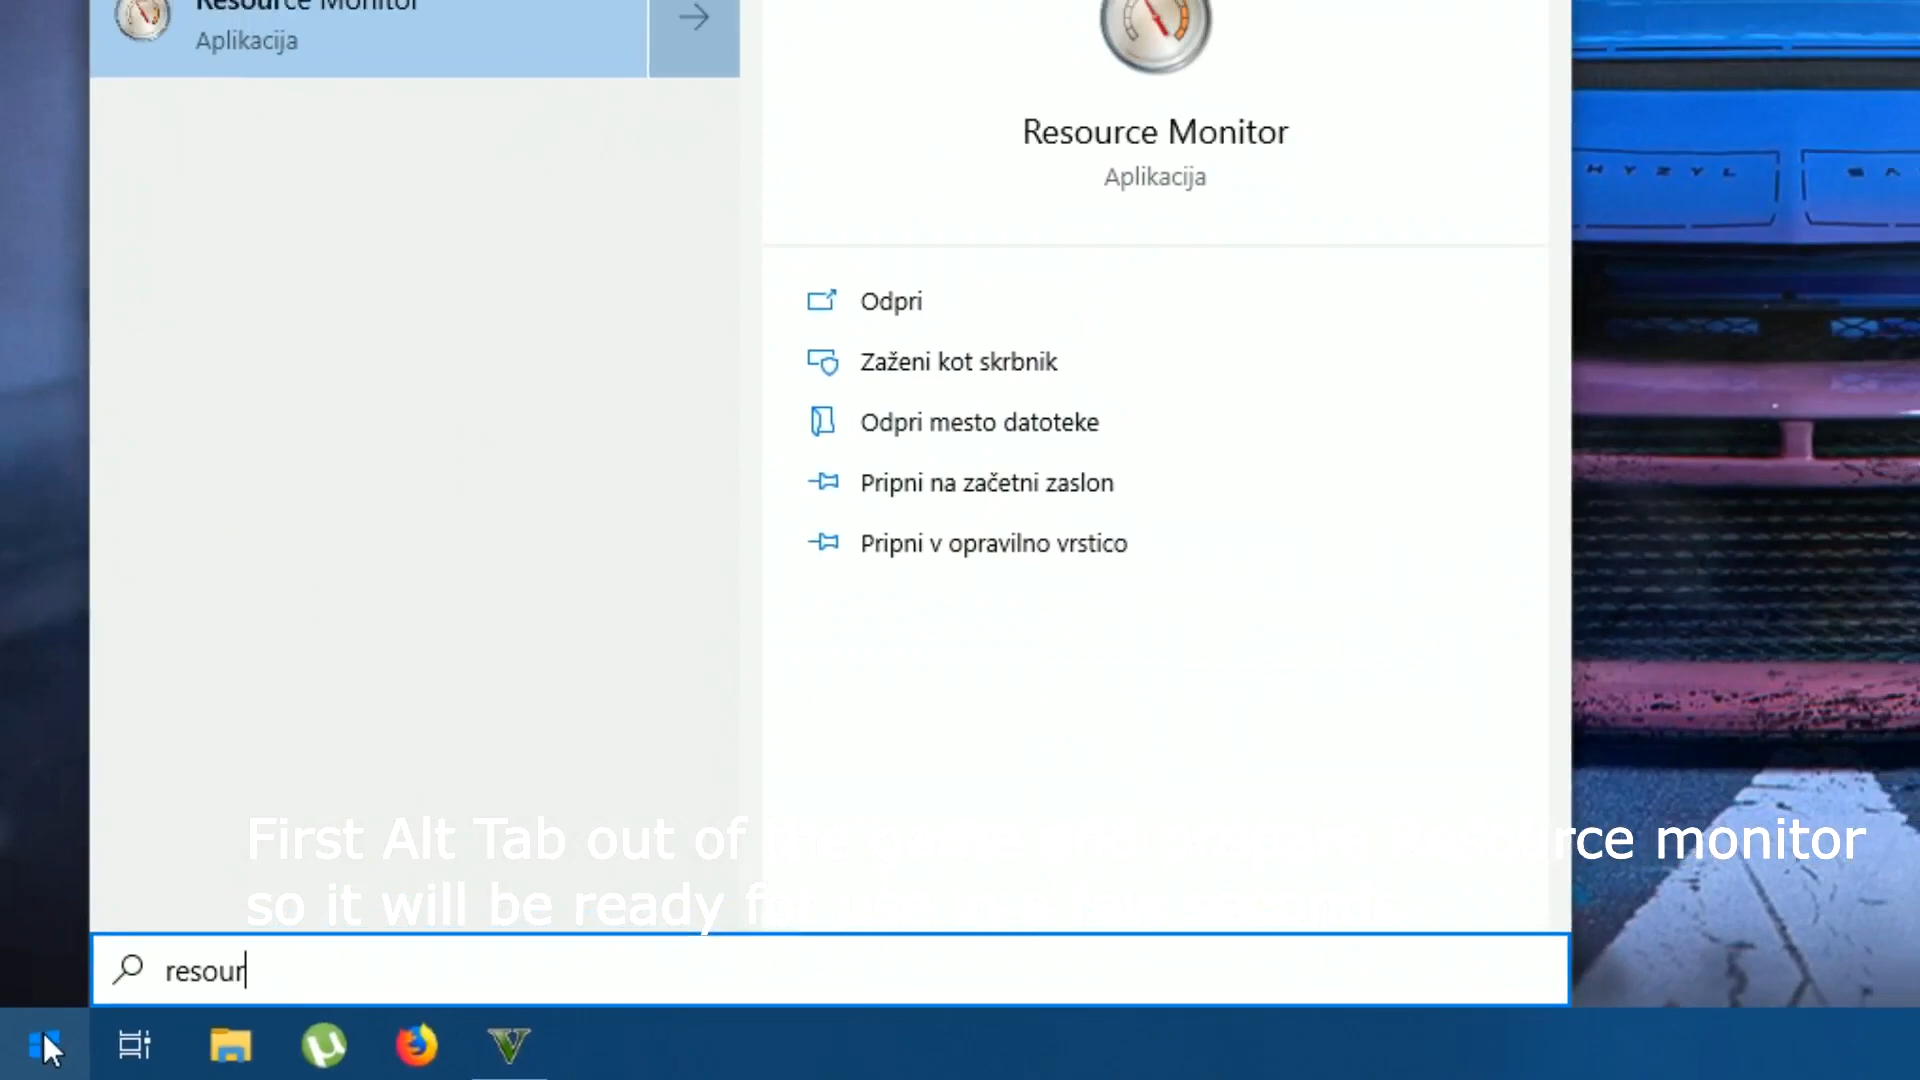 Resource Monitor
Aplikacija
Resource Monitor
Aplikacija
Odpri
Zaženi kot skrbnik
Odpri mesto datoteke
Pripni na začetni zaslon
Pripni v opravilno vrstico
First Alt Tab out of monitor
so it will be ready
resour